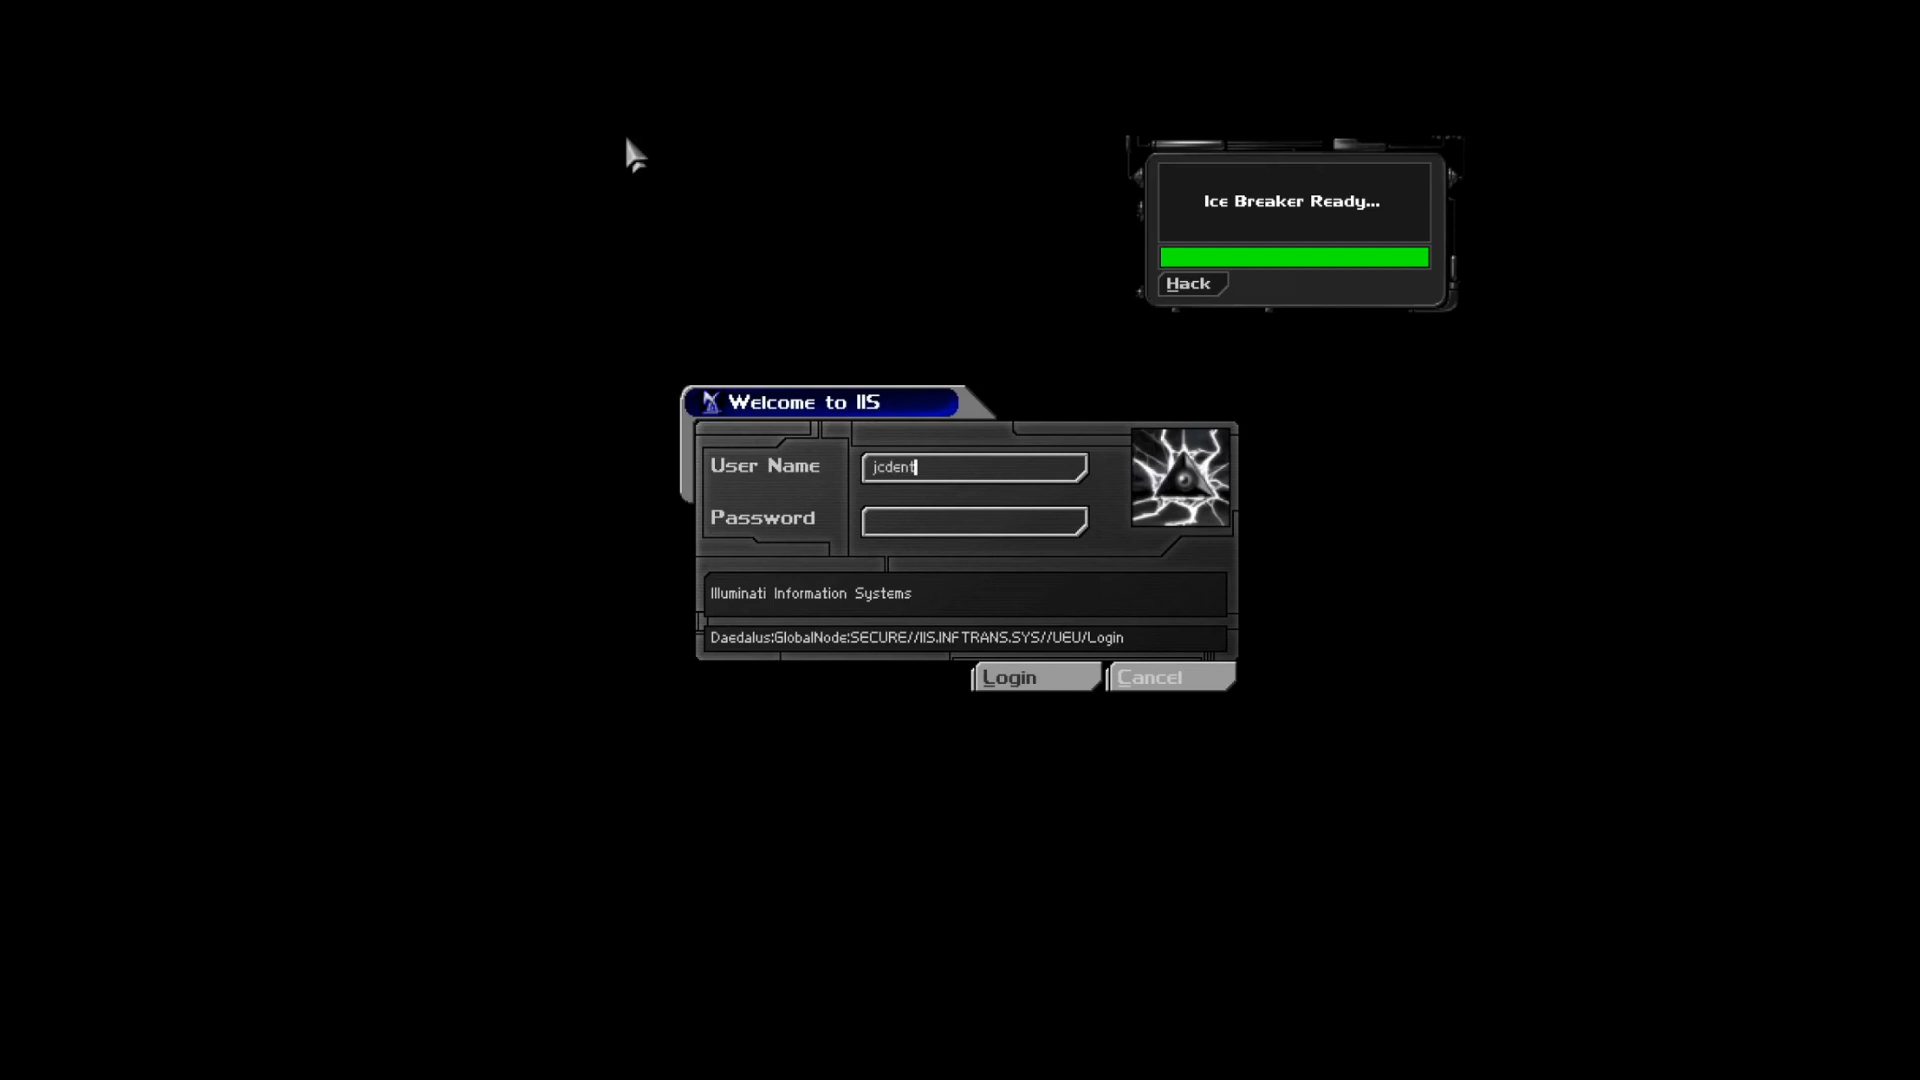 Ice Breaker Ready...
Hack
Welcome to IIS
User Name
jcdent
Password
Illuminati Information Systems
Daedalus:GlobalNode:SECURE//IIS.INFTRANS.SYS//UEU/Login
Login
Cancel